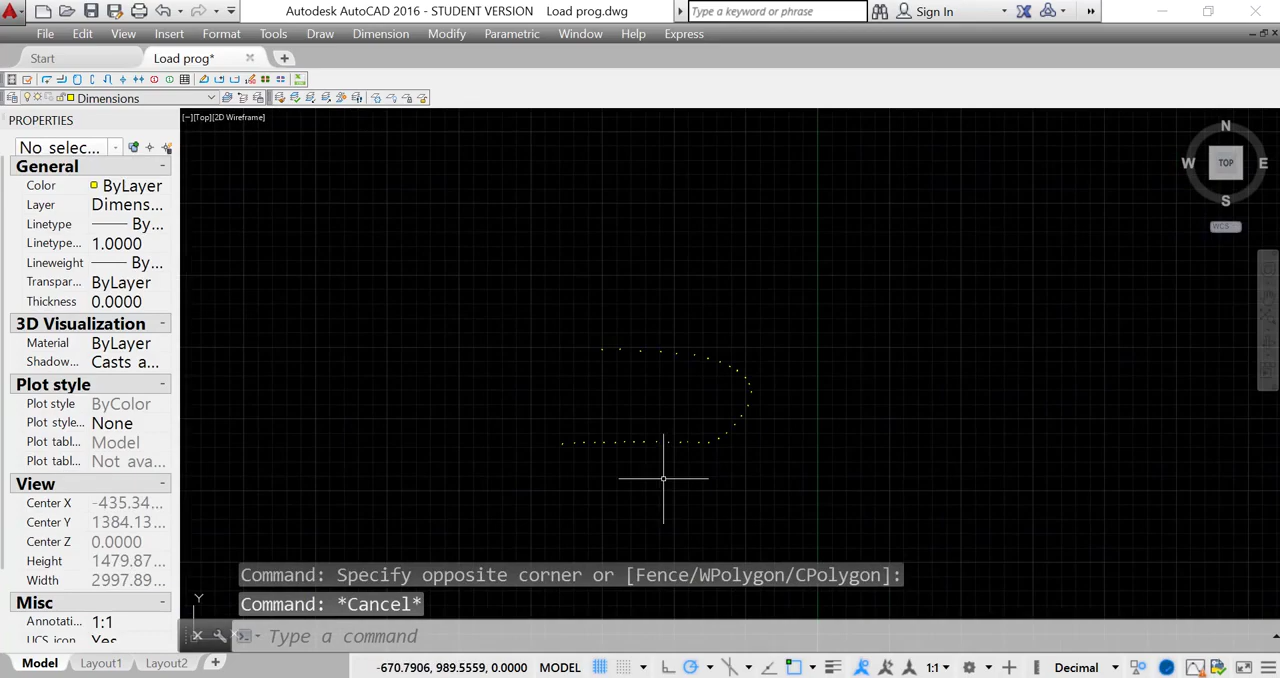 Autodesk AutoCAD 2016 - STUDENT VERSION Load prog.dwg
Type a keyword or phrase
Sign In
File Edit View Insert Format Tools Draw Dimension Modify Parametric Window Help Express
Start
Load prog*
Dimensions
PROPERTIES
[−][Top][2D Wireframe]
No selec...
General
Color ByLayer
Layer Dimens...
Linetype By...
Linetype... 1.0000
Lineweight By...
Transpar... ByLayer
Thickness 0.0000
3D Visualization
Material ByLayer
Shadow... Casts a...
Plot style
Plot style ByColor
Plot style... None
Plot tabl... Model
Plot tabl... Not ava...
View
Center X -435.34...
Center Y 1384.13...
Center Z 0.0000
Height 1479.87...
Width 2997.89...
Misc
Annotati... 1:1
UCS icon Yes
N
W TOP E
S
WCS
Command: Specify opposite corner or [Fence/WPolygon/CPolygon]:
Command: *Cancel*
Y
Type a command
Model Layout1 Layout2
-670.7906, 989.5559, 0.0000 MODEL 1:1 Decimal